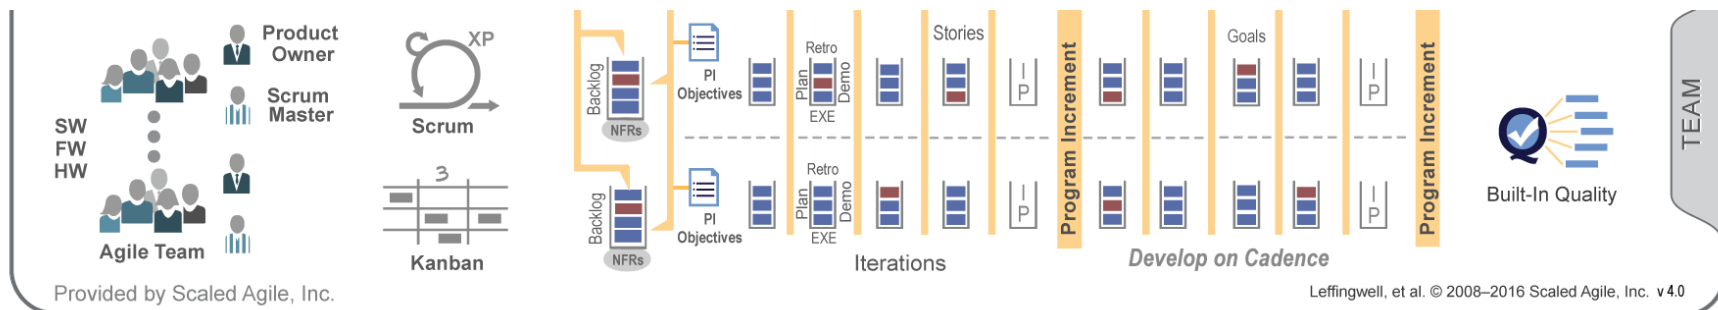 Product
Owner
Scrum
Master
SW
FW
HW
Agile Team
XP
Scrum
3
Kanban
Backlog
NFRs
PI
Objectives
Retro
Plan
Demo
EXE
Stories
I
P
Program Increment
Goals
I
P
Program Increment
Backlog
NFRs
PI
Objectives
Retro
Plan
Demo
EXE
I
P
I
P
Iterations
Develop on Cadence
Built-In Quality
TEAM
Provided by Scaled Agile, Inc.
Leffingwell, et al. © 2008–2016 Scaled Agile, Inc. v 4.0